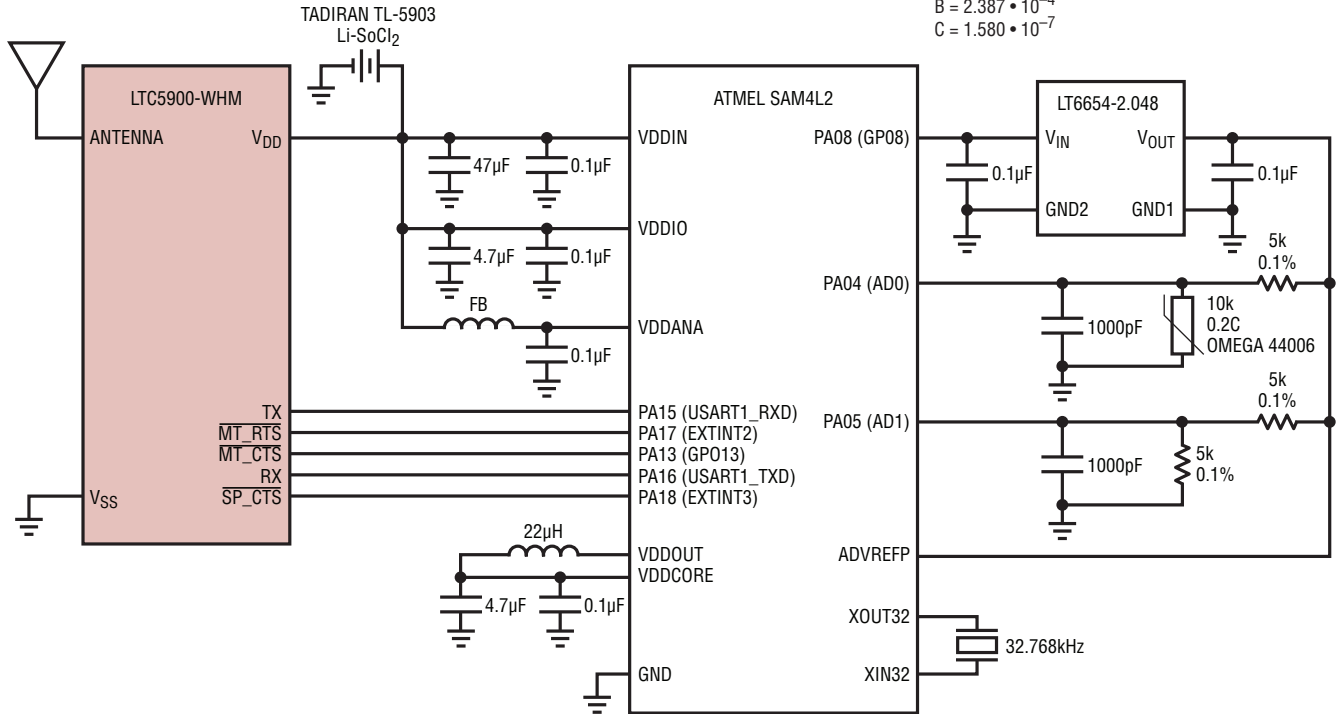 TADIRAN TL-5903
Li-SoCl₂
B = 2.387 • 10⁻⁴
C = 1.580 • 10⁻⁷
LTC5900-WHM
ANTENNA
V_DD
TX
MT_RTS
MT_CTS
RX
SP_CTS
V_SS
47µF
0.1µF
4.7µF
0.1µF
FB
0.1µF
22µH
4.7µF
0.1µF
ATMEL SAM4L2
VDDIN
VDDIO
VDDANA
PA15 (USART1_RXD)
PA17 (EXTINT2)
PA13 (GPO13)
PA16 (USART1_TXD)
PA18 (EXTINT3)
VDDOUT
VDDCORE
GND
PA08 (GP08)
PA04 (AD0)
PA05 (AD1)
ADVREFP
XOUT32
XIN32
0.1µF
LT6654-2.048
V_IN
V_OUT
GND2
GND1
0.1µF
5k
0.1%
1000pF
10k
0.2C
OMEGA 44006
5k
0.1%
1000pF
5k
0.1%
32.768kHz